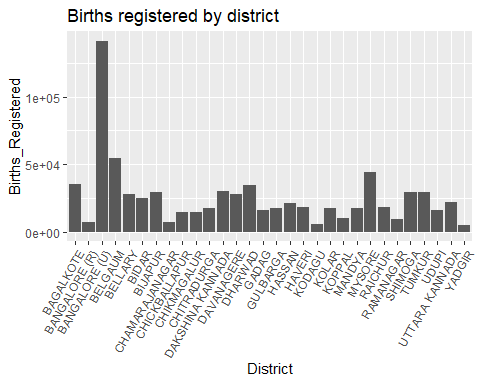 Births registered by district
Births_Registered
1e+05
5e+04
0e+00
BAGALKOTE
BANGALORE (R)
BANGALORE (U)
BELGAUM
BELLARY
BIDAR
BIJAPUR
CHAMARAJANAGAR
CHICKBALLAPUR
CHIKMAGALUR
CHITRADURGA
DAKSHINA KANNADA
DAVANAGERE
DHARWAD
GADAG
GULBARGA
HASSAN
HAVERI
KODAGU
KOLAR
KOPPAL
MANDYA
MYSORE
RAICHUR
RAMANAGAR
SHIMOGA
TUMKUR
UDUPI
UTTARA KANNADA
YADGIR
District